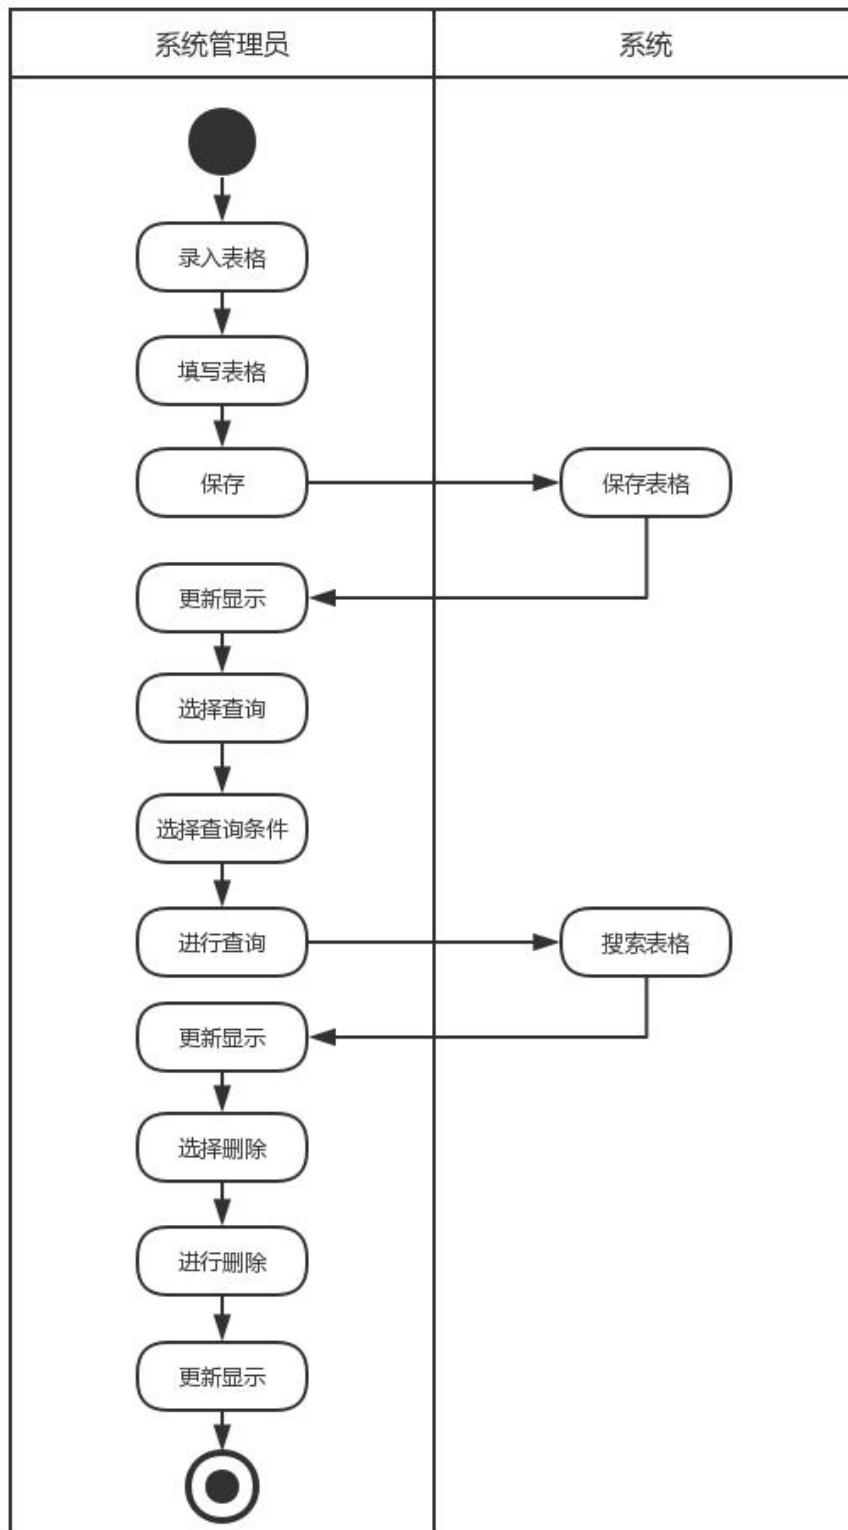 系统管理员
系统
录入表格
填写表格
保存
保存表格
更新显示
选择查询
选择查询条件
进行查询
搜索表格
更新显示
选择删除
进行删除
更新显示